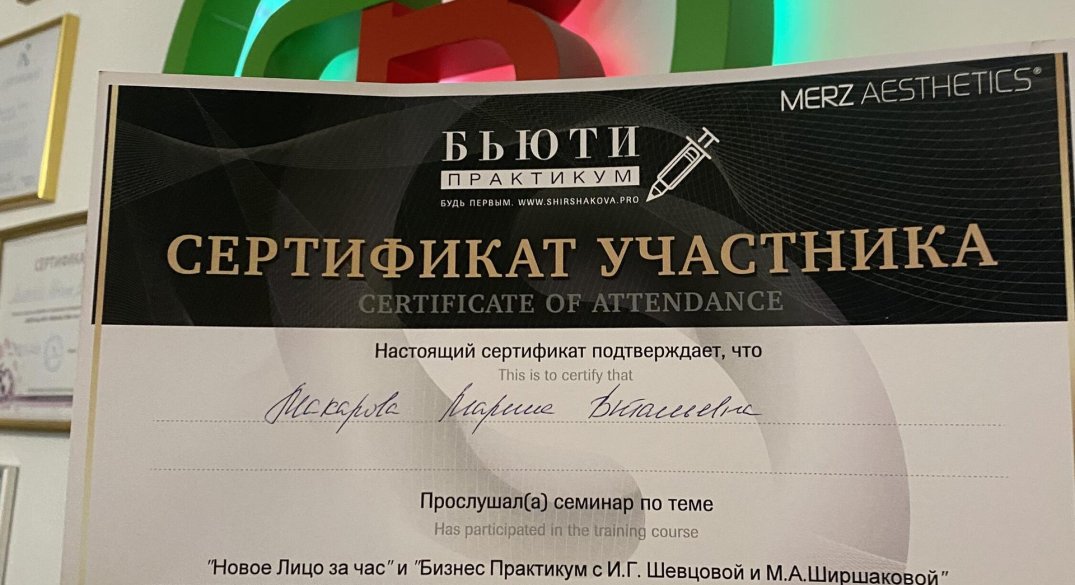 MERZ AESTHETICS®
БЬЮТИ
ПРАКТИКУМ
БУДЬ ПЕРВЫМ. WWW.SHIRSHAKOVA.PRO
СЕРТИФИКАТ УЧАСТНИКА
CERTIFICATE OF ATTENDANCE
Настоящий сертификат подтверждает, что
This is to certify that
Макарова Марина Витальевна
Прослушал(а) семинар по теме
Has participated in the training course
"Новое Лицо за час" и "Бизнес Практикум с И.Г. Шевцовой и М.А.Ширшаковой"